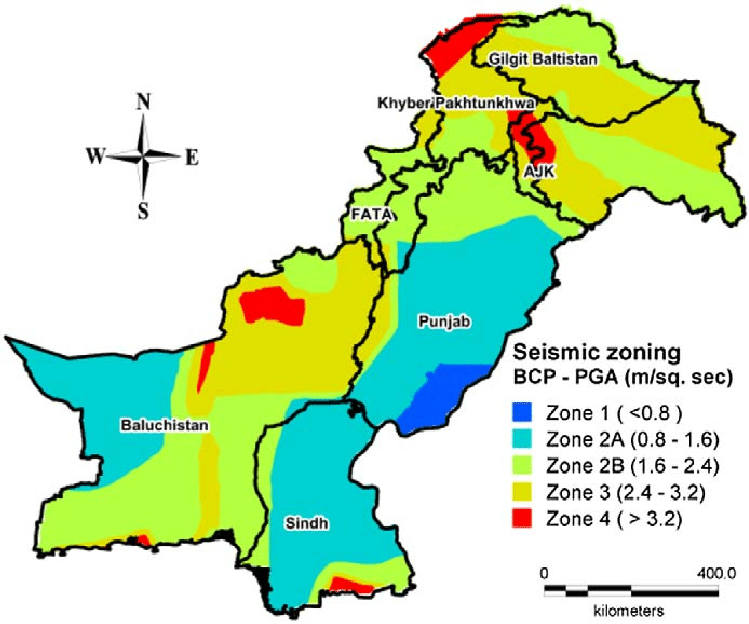 Gilgit Baltistan
Khyber Pakhtunkhwa
N
W E
S
AJK
FATA
Punjab
Seismic zoning
BCP - PGA (m/sq. sec)
Zone 1 ( <0.8 )
Zone 2A (0.8 - 1.6)
Zone 2B (1.6 - 2.4)
Zone 3 (2.4 - 3.2)
Zone 4 ( > 3.2)
Baluchistan
Sindh
0 400.0
kilometers